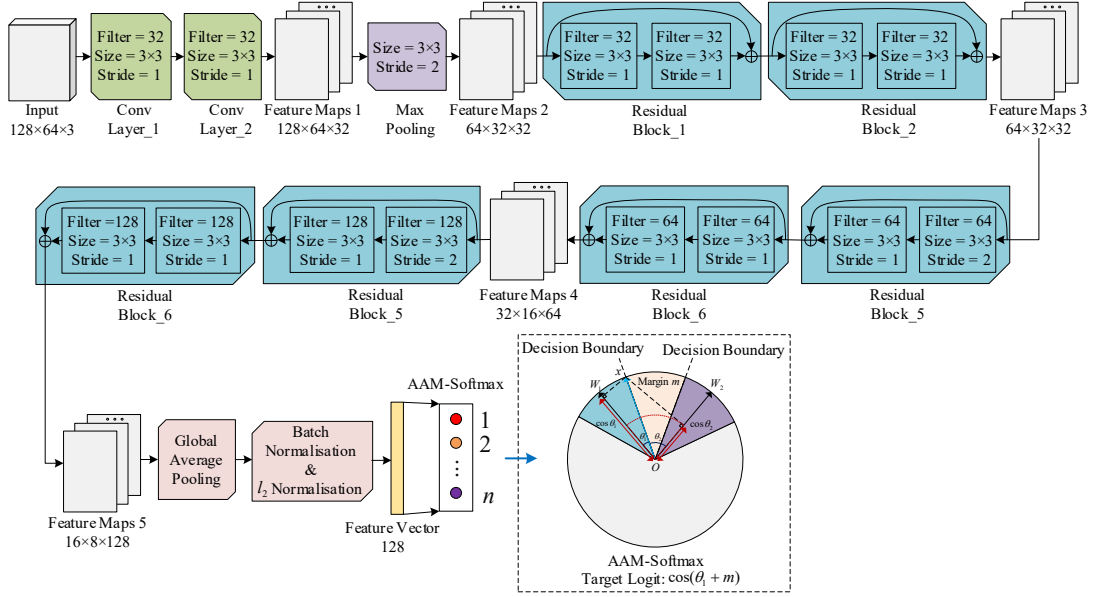 Filter = 32
Size = 3×3
Stride = 1
Filter = 32
Size = 3×3
Stride = 1
Size = 3×3
Stride = 2
Filter = 32
Size = 3×3
Stride = 1
Filter = 32
Size = 3×3
Stride = 1
Filter = 32
Size = 3×3
Stride = 1
Filter = 32
Size = 3×3
Stride = 1
Input
128×64×3
Conv
Layer_1
Conv
Layer_2
Feature Maps 1
128×64×32
Max
Pooling
Feature Maps 2
64×32×32
Residual
Block_1
Residual
Block_2
Feature Maps 3
64×32×32
Filter =128
Size = 3×3
Stride = 1
Filter =128
Size = 3×3
Stride = 1
Filter =128
Size = 3×3
Stride = 1
Filter =128
Size = 3×3
Stride = 2
Filter = 64
Size = 3×3
Stride = 1
Filter = 64
Size = 3×3
Stride = 1
Filter = 64
Size = 3×3
Stride = 1
Filter = 64
Size = 3×3
Stride = 2
Residual
Block_6
Residual
Block_5
Feature Maps 4
32×16×64
Residual
Block_6
Residual
Block_5
Feature Maps 5
16×8×128
Global
Average
Pooling
Batch
Normalisation
&
l₂ Normalisation
Feature Vector
128
AAM-Softmax
1
2
n
Decision Boundary
Decision Boundary
x
W₁
Margin m
W₂
cos θ₁
θ₁
θ₂
cos θ₂
O
AAM-Softmax
Target Logit: cos(θ₁ + m)